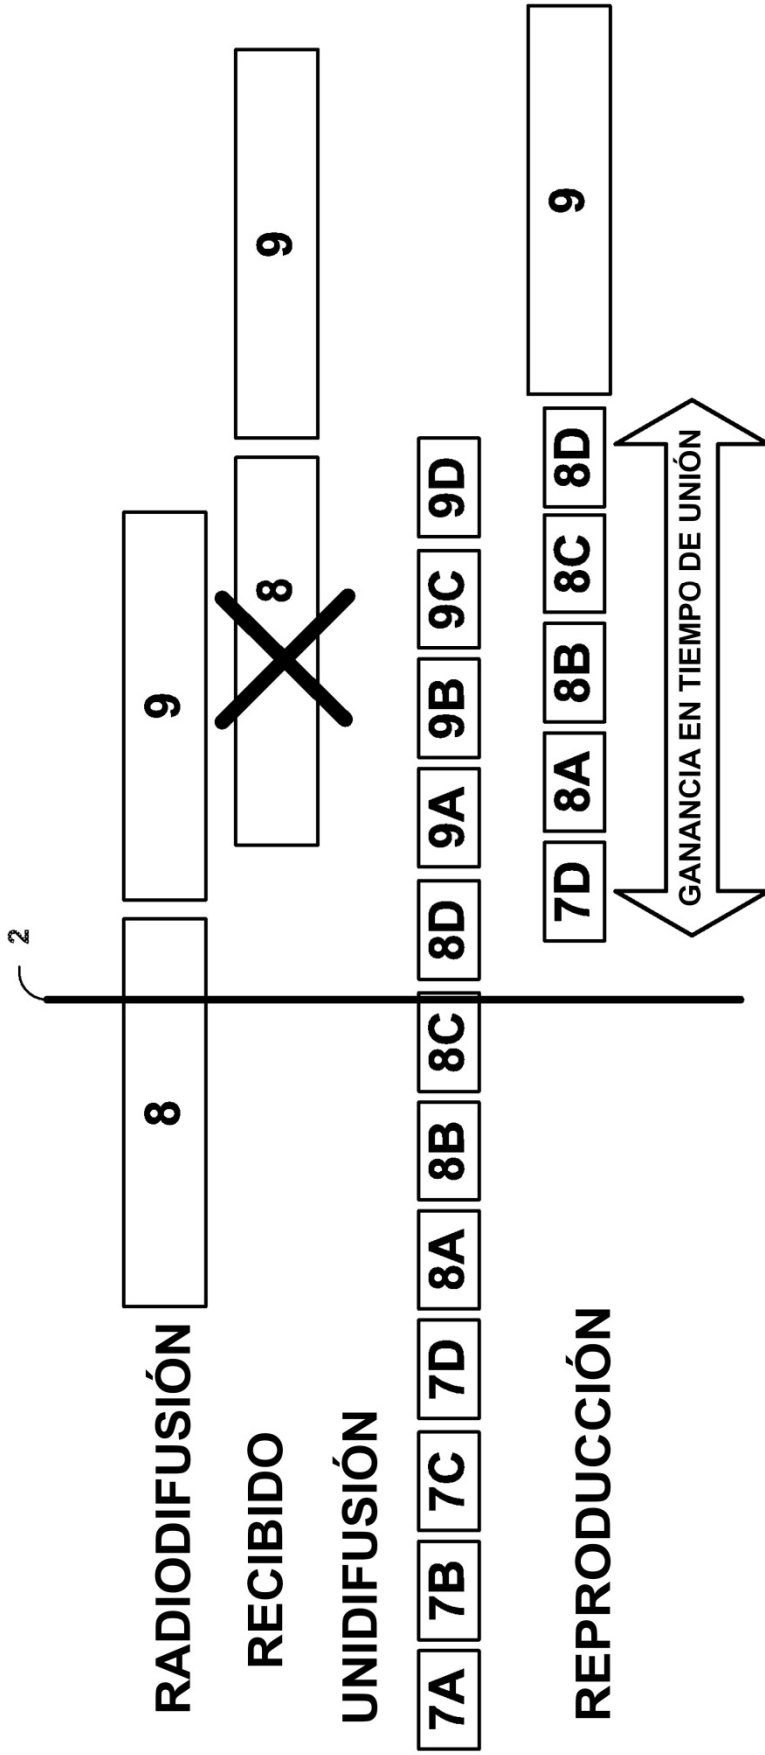 2
RADIODIFUSIÓN
8
9
RECIBIDO
8
9
UNIDIFUSIÓN
7A 7B 7C 7D 8A 8B 8C 8D 9A 9B 9C 9D
REPRODUCCIÓN
7D 8A 8B 8C 8D 9
GANANCIA EN TIEMPO DE UNIÓN